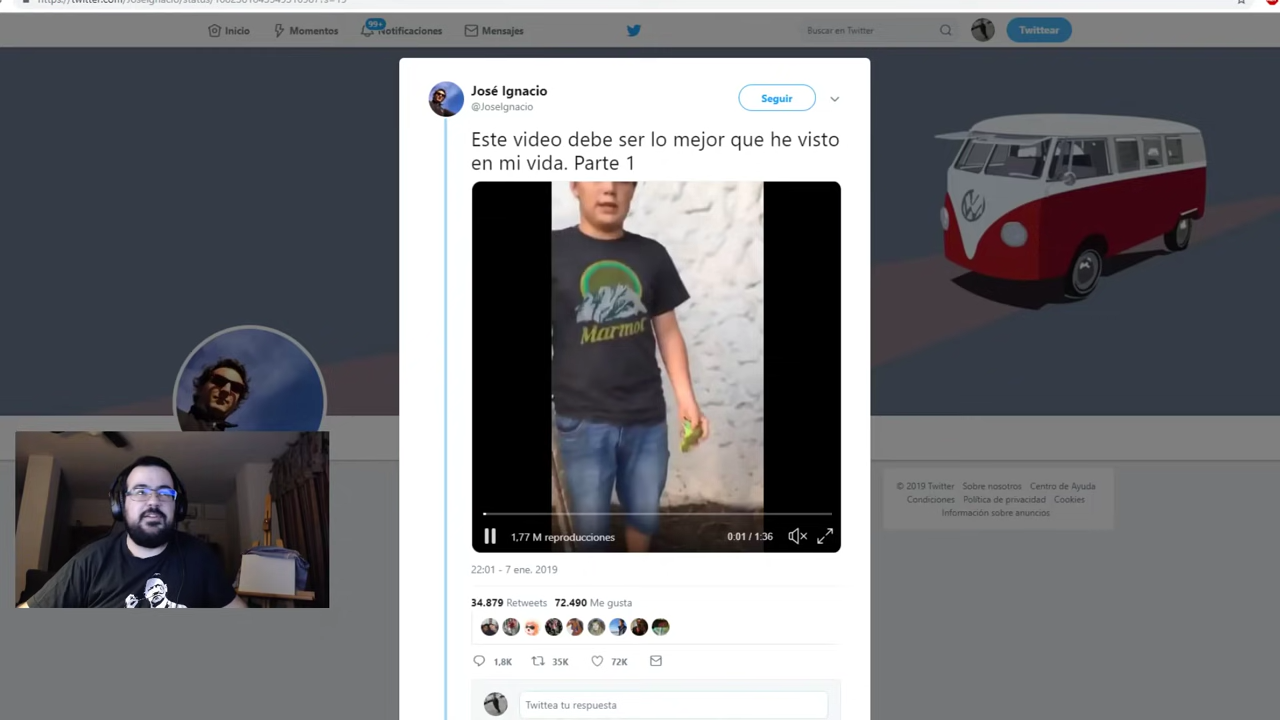 Inicio
Momentos
99+
Notificaciones
Mensajes
Buscar en Twitter
Twittear
José Ignacio
@JoseIgnacio
Seguir
Este video debe ser lo mejor que he visto
en mi vida. Parte 1
Marmot
1,77 M reproducciones
0:01 / 1:36
22:01 - 7 ene. 2019
34.879 Retweets 72.490 Me gusta
1,8K 35K 72K
Twittea tu respuesta
© 2019 Twitter Sobre nosotros Centro de Ayuda
Condiciones Política de privacidad Cookies
Información sobre anuncios